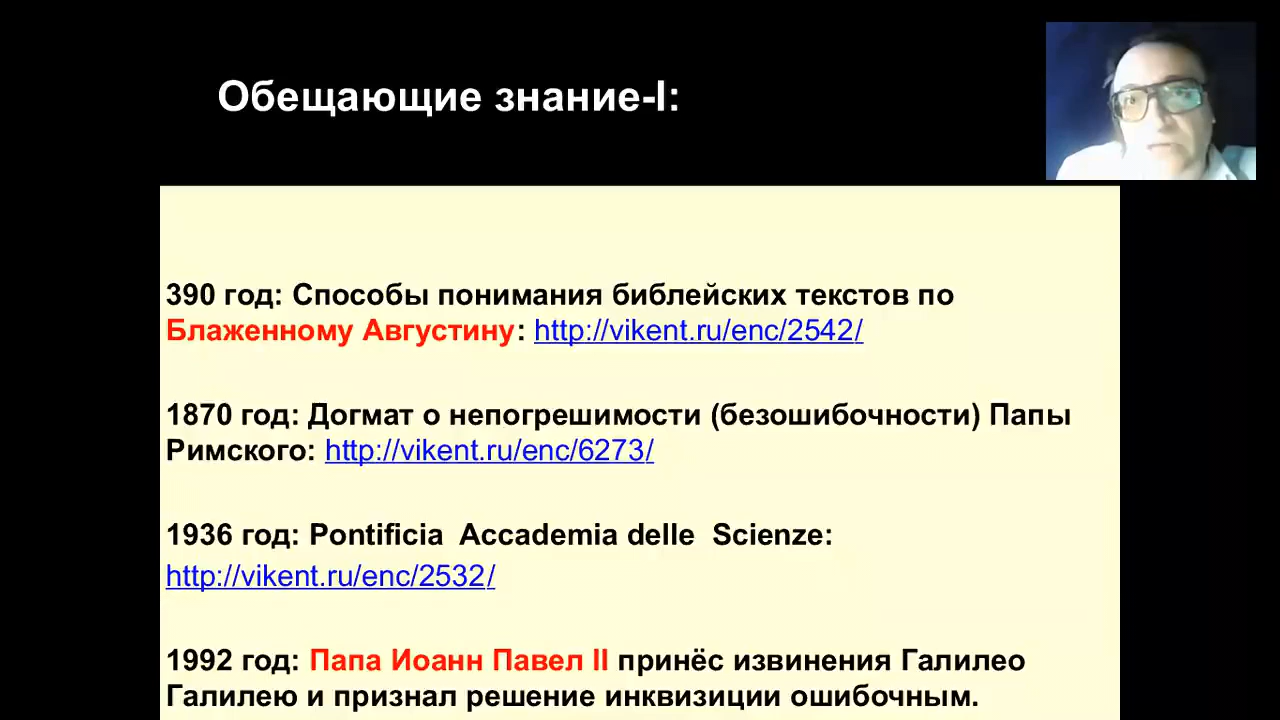 Обещающие знание-I:
390 год: Способы понимания библейских текстов по
Блаженному Августину: http://vikent.ru/enc/2542/
1870 год: Догмат о непогрешимости (безошибочности) Папы
Римского: http://vikent.ru/enc/6273/
1936 год: Pontificia Accademia delle Scienze:
http://vikent.ru/enc/2532/
1992 год: Папа Иоанн Павел II принёс извинения Галилео
Галилею и признал решение инквизиции ошибочным.